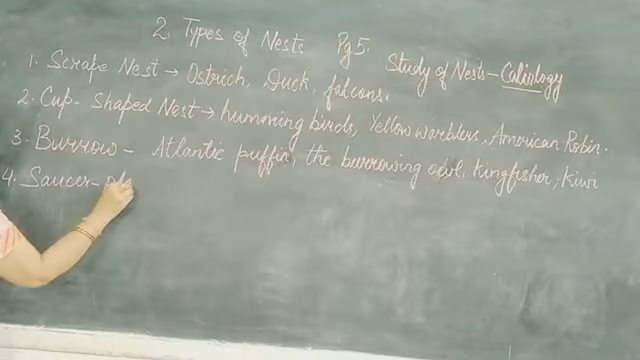 2. Types of Nests Pg 5.
Study of Nests - Caliology
1. Scrape Nest → Ostrich, Duck, falcons.
2. Cup-Shaped Nest → humming birds, Yellow warblers, American Robin.
3. Burrow - Atlantic puffin, the burrowing owl, Kingfisher, Kiwi
4. Saucer-